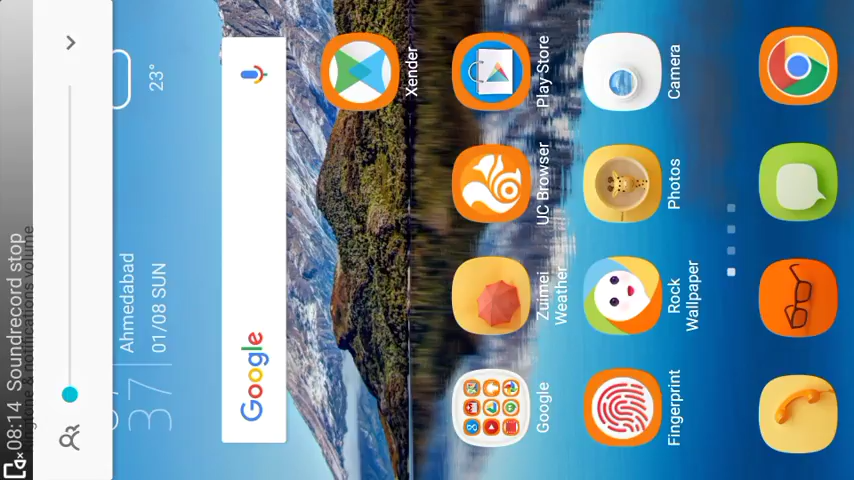 08:14 Soundrecord stop
Ringtone & notifications volume
37
Ahmedabad
01/08 SUN
23°
Google
Xender
Google
Zuimei
Weather
UC Browser
Play Store
Fingerprint
Rock
Wallpaper
Photos
Camera